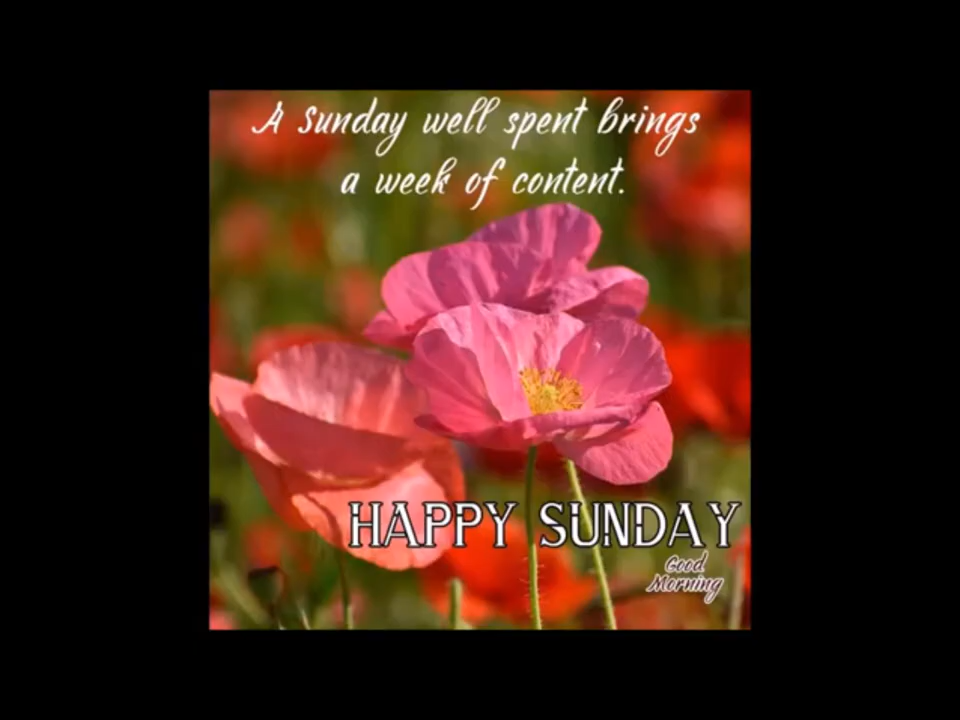 A Sunday well spent brings
a week of content.
HAPPY SUNDAY
Good
Morning